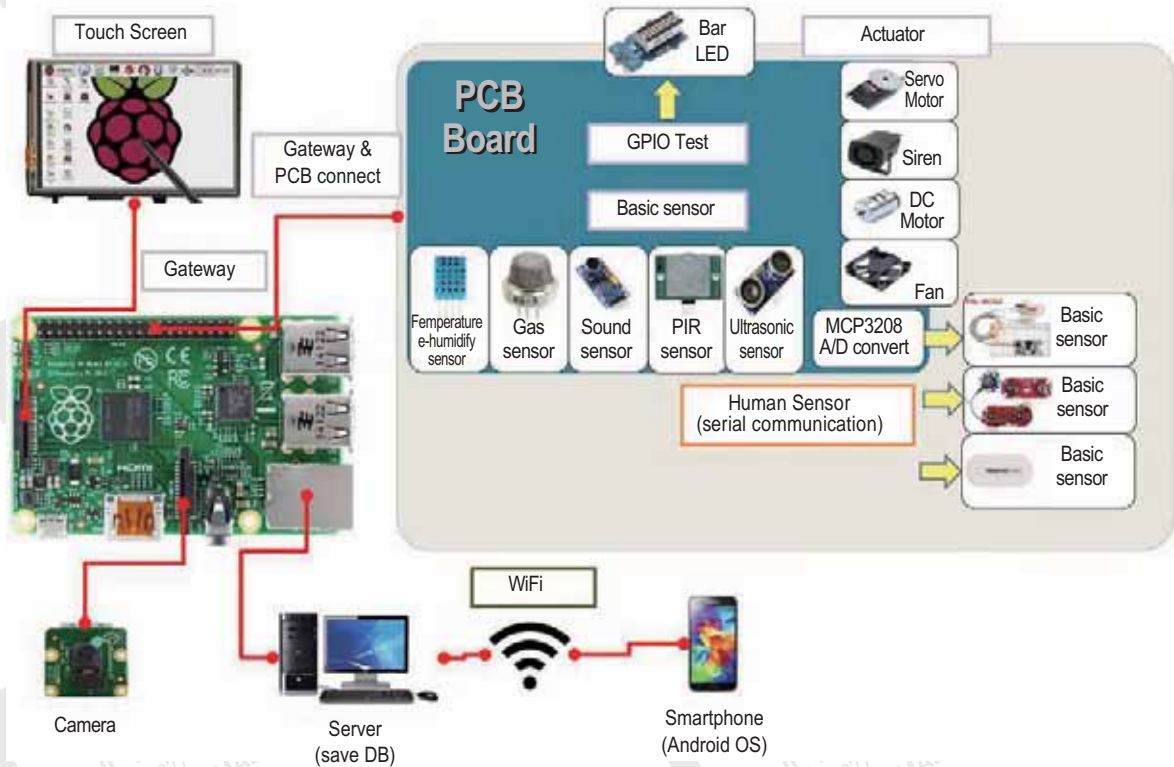 Touch Screen
Bar
LED
Actuator
PCB
Board
Servo
Motor
GPIO Test
Gateway &
PCB connect
Siren
Basic sensor
DC
Motor
Gateway
Fan
Femperature
e-humidify
sensor
Gas
sensor
Sound
sensor
PIR
sensor
Ultrasonic
sensor
MCP3208
A/D convert
Basic
sensor
Human Sensor
(serial communication)
Basic
sensor
Basic
sensor
HDMI
WiFi
Camera
Server
(save DB)
Smartphone
(Android OS)